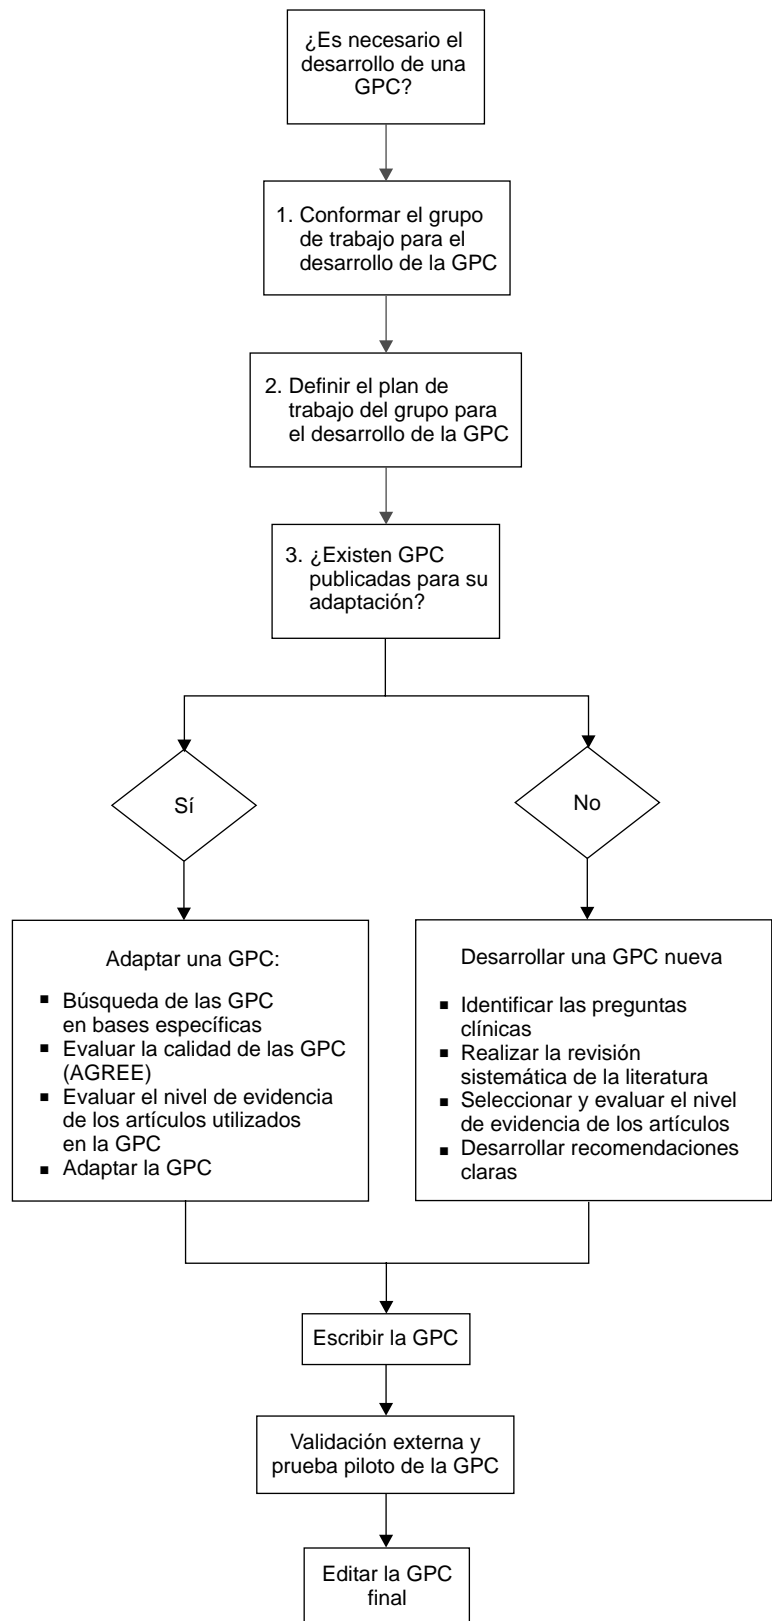 ¿Es necesario el
desarrollo de una
GPC?
1. Conformar el grupo
de trabajo para el
desarrollo de la GPC
2. Definir el plan de
trabajo del grupo para
el desarrollo de la GPC
3. ¿Existen GPC
publicadas para su
adaptación?
Sí
No
Adaptar una GPC:
▪ Búsqueda de las GPC
en bases específicas
▪ Evaluar la calidad de las GPC
(AGREE)
▪ Evaluar el nivel de evidencia
de los artículos utilizados
en la GPC
▪ Adaptar la GPC
Desarrollar una GPC nueva
▪ Identificar las preguntas
clínicas
▪ Realizar la revisión
sistemática de la literatura
▪ Seleccionar y evaluar el nivel
de evidencia de los artículos
▪ Desarrollar recomendaciones
claras
Escribir la GPC
Validación externa y
prueba piloto de la GPC
Editar la GPC
final